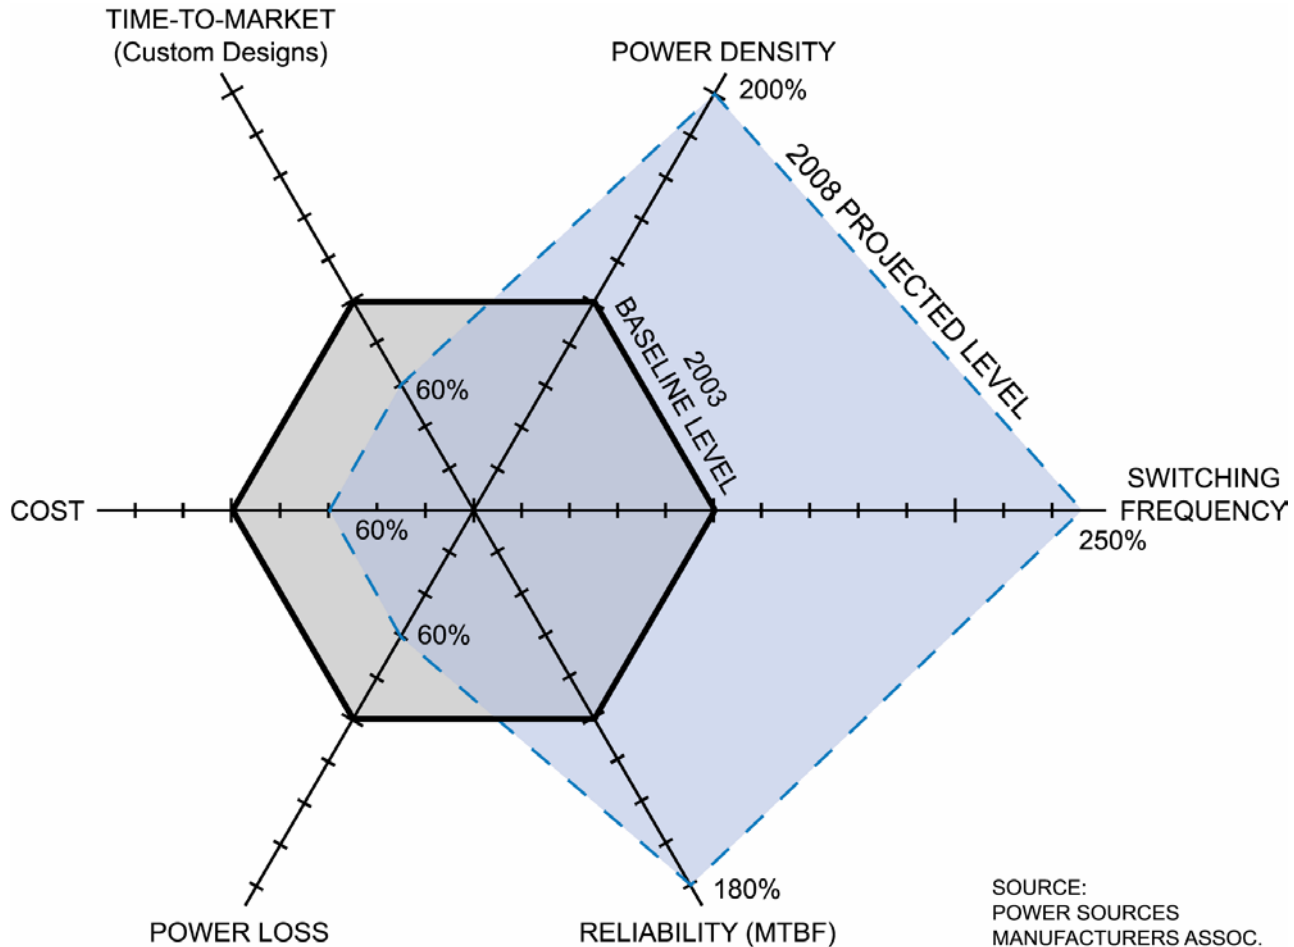 TIME-TO-MARKET
(Custom Designs)
POWER DENSITY
200%
2008 PROJECTED LEVEL
2003
BASELINE LEVEL
60%
COST
60%
SWITCHING
FREQUENCY
250%
60%
180%
POWER LOSS
RELIABILITY (MTBF)
SOURCE:
POWER SOURCES
MANUFACTURERS ASSOC.